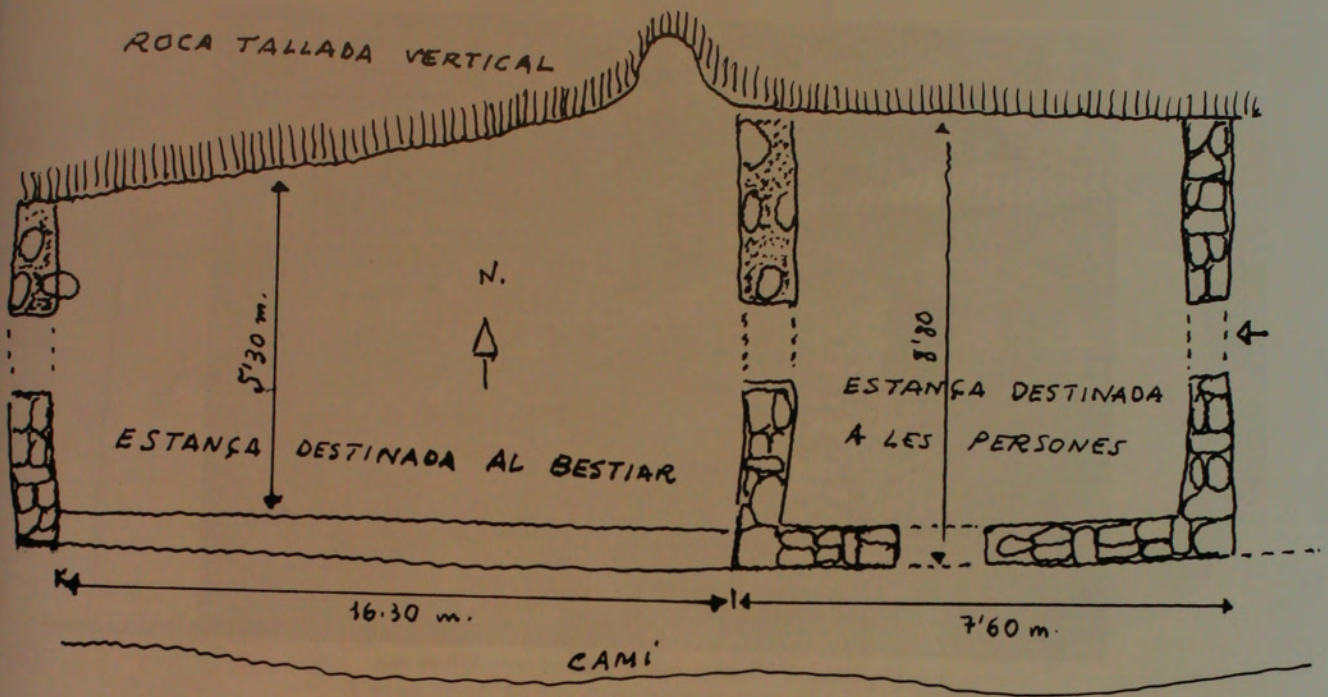 ROCA TALLADA VERTICAL
N.
5'30 m.
8'80
ESTANÇA DESTINADA AL BESTIAR
ESTANÇA DESTINADA
A LES PERSONES
16.30 m.
7'60 m.
CAMÍ